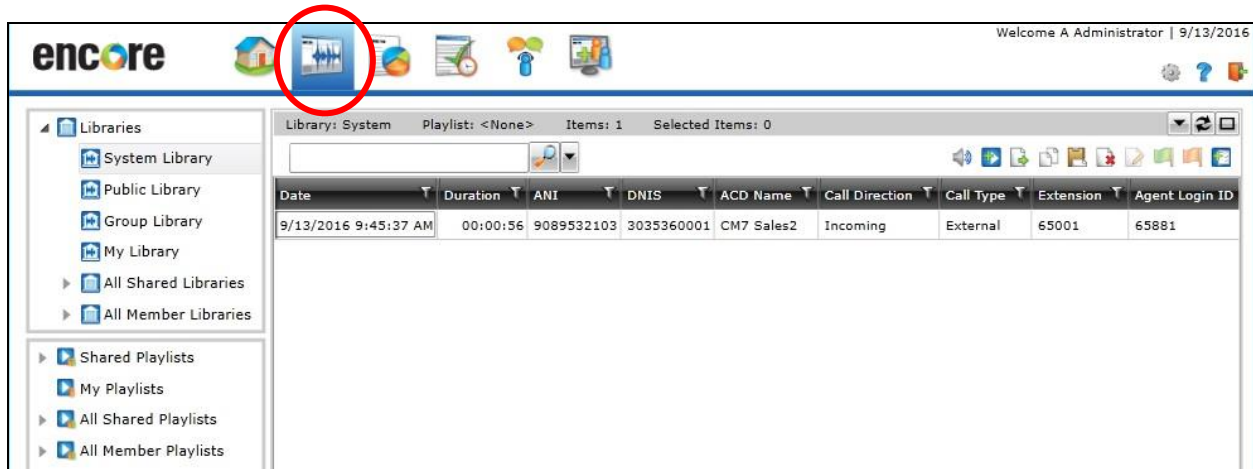 Welcome A Administrator | 9/13/2016
encore
Libraries
System Library
Public Library
Group Library
My Library
All Shared Libraries
All Member Libraries
Shared Playlists
My Playlists
All Shared Playlists
All Member Playlists
Library: System Playlist: <None> Items: 1 Selected Items: 0
Date Duration ANI DNIS ACD Name Call Direction Call Type Extension Agent Login ID
9/13/2016 9:45:37 AM 00:00:56 9089532103 3035360001 CM7 Sales2 Incoming External 65001 65881